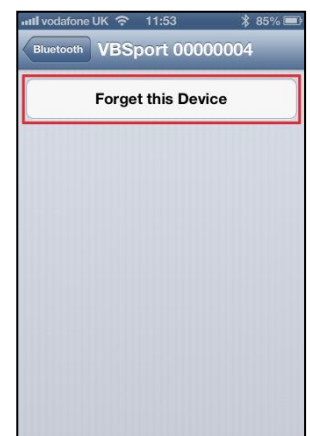 vodafone UK 11:53 85%
Bluetooth VBSport 00000004
Forget this Device